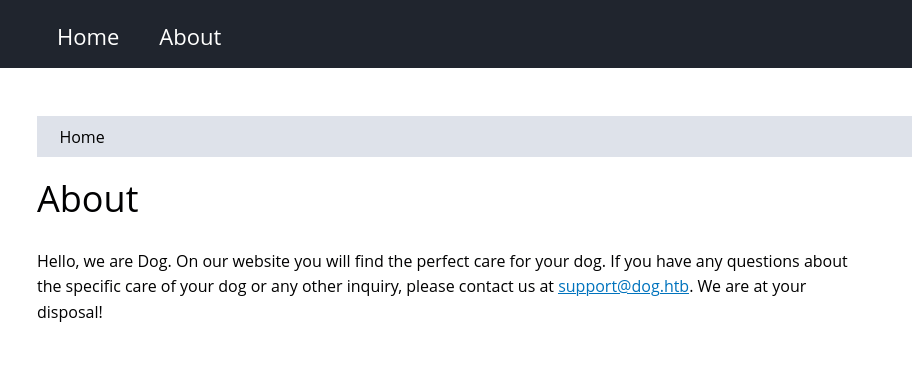 Home About
Home
About
Hello, we are Dog. On our website you will find the perfect care for your dog. If you have any questions about
the specific care of your dog or any other inquiry, please contact us at support@dog.htb. We are at your
disposal!